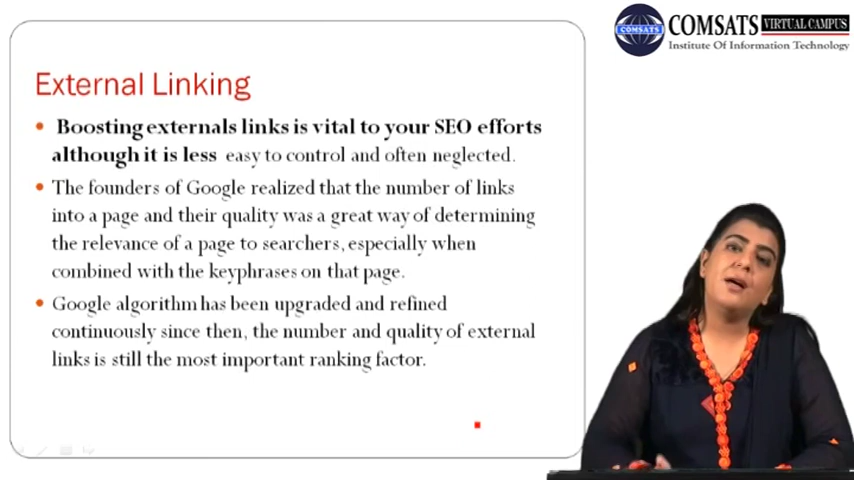 COMSATS
COMSATS VIRTUAL CAMPUS
Institute Of Information Technology
External Linking
Boosting externals links is vital to your SEO efforts
although it is less easy to control and often neglected.
The founders of Google realized that the number of links
into a page and their quality was a great way of determining
the relevance of a page to searchers, especially when
combined with the keyphrases on that page.
Google algorithm has been upgraded and refined
continuously since then, the number and quality of external
links is still the most important ranking factor.